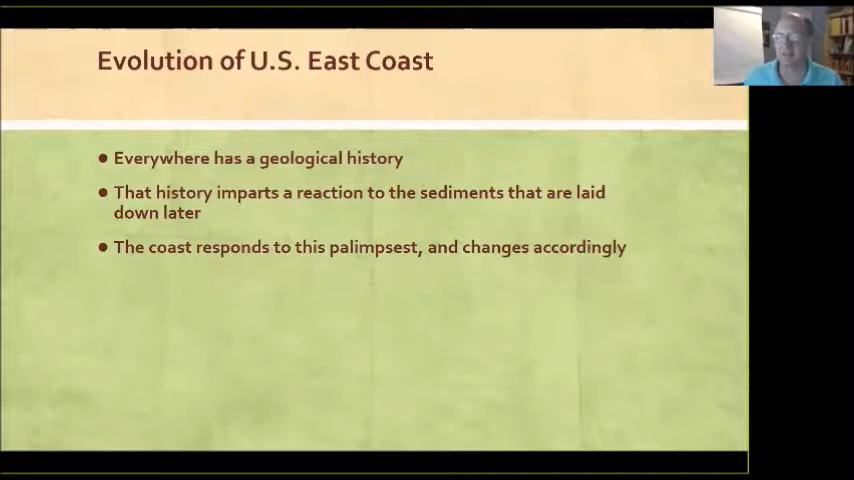 Evolution of U.S. East Coast
● Everywhere has a geological history
● That history imparts a reaction to the sediments that are laid
down later
● The coast responds to this palimpsest, and changes accordingly